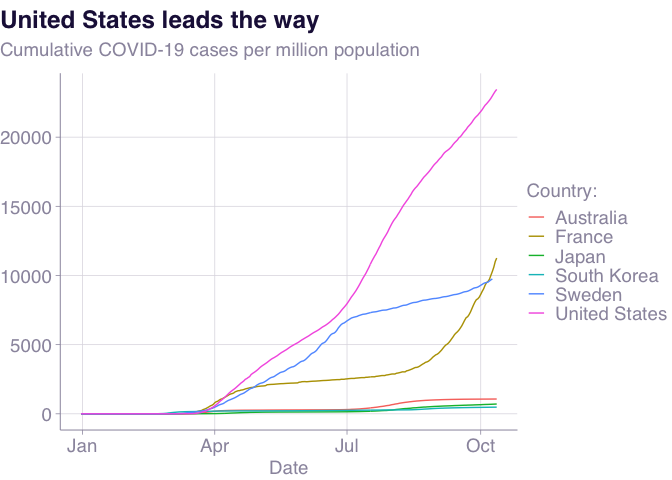 United States leads the way
Cumulative COVID-19 cases per million population
20000
15000
10000
5000
0
Jan Apr Jul Oct
Date
Country:
Australia
France
Japan
South Korea
Sweden
United States